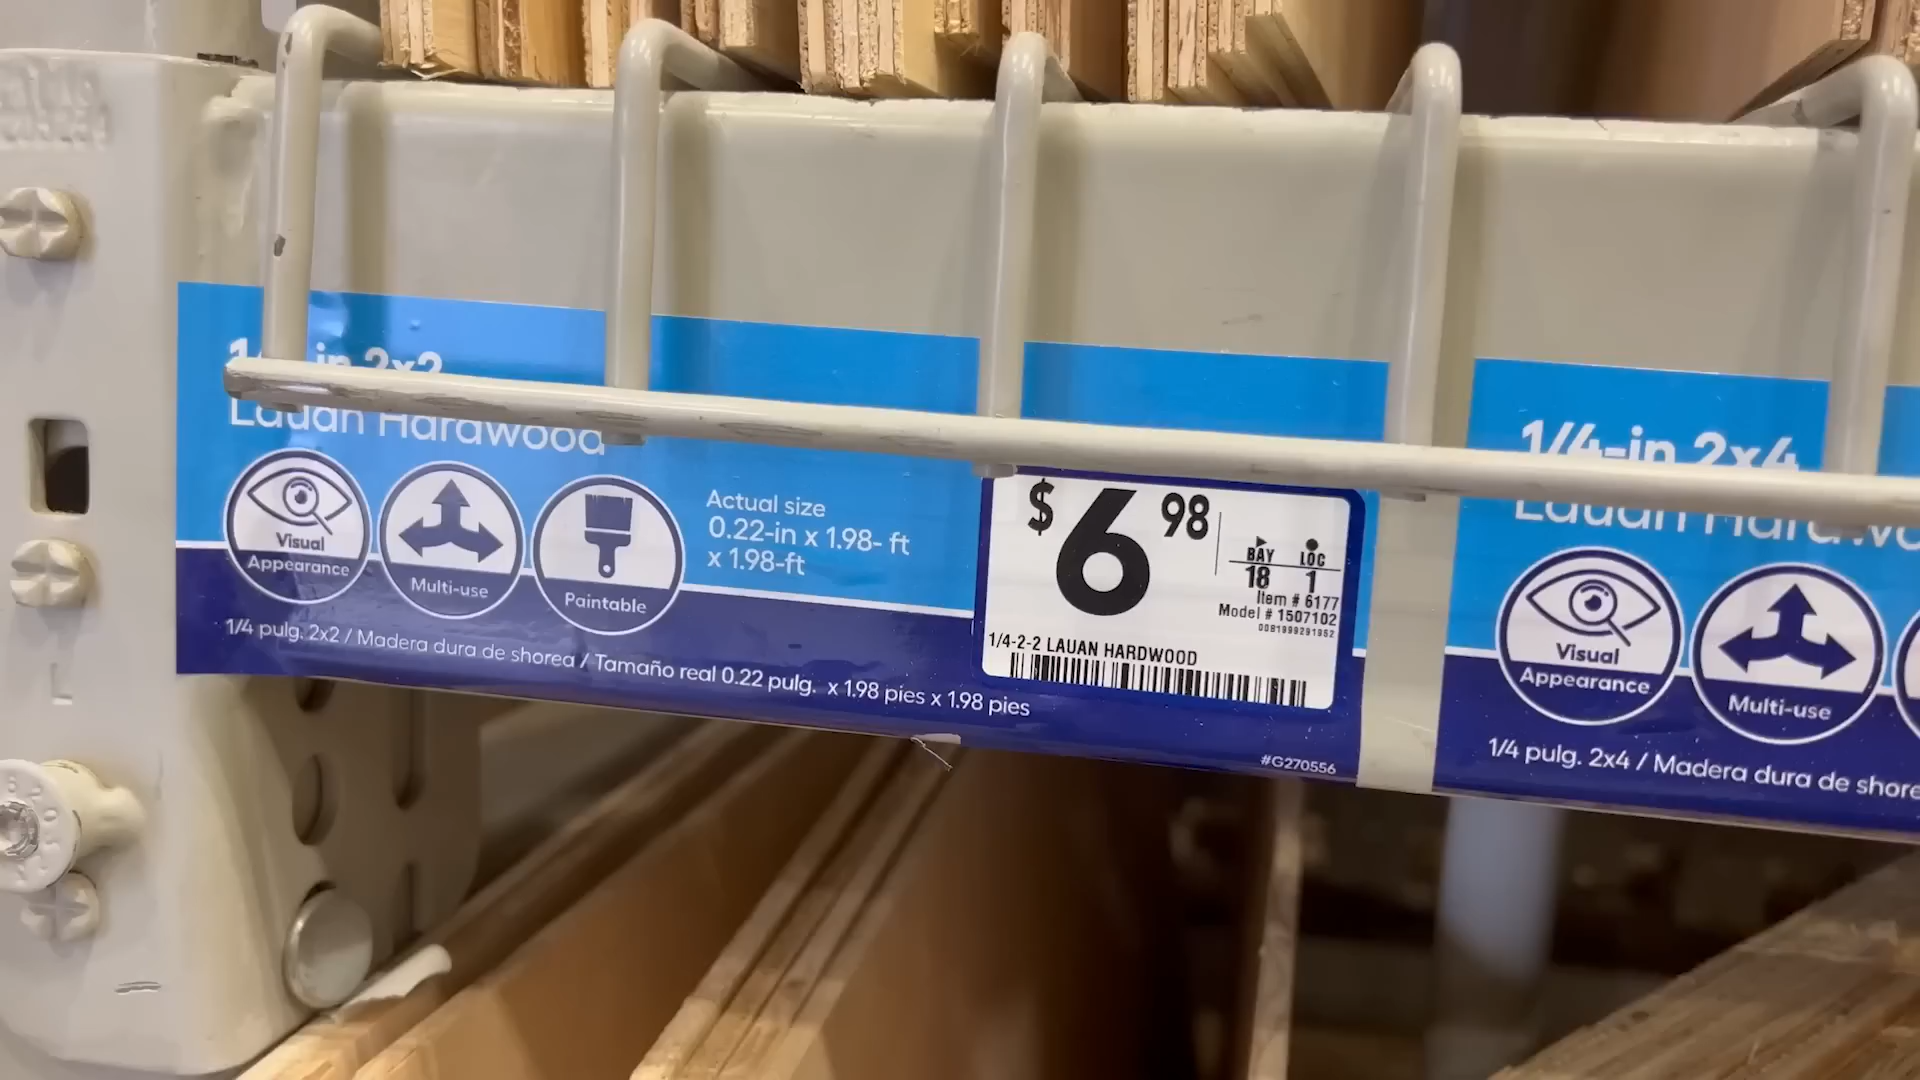 in 2x2
Lauan Hardwood
Visual
Appearance
Multi-use
Paintable
Actual size
0.22-in x 1.98- ft
x 1.98-ft
1/4 pulg. 2x2 / Madera dura de shorea / Tamaño real 0.22 pulg. x 1.98 pies x 1.98 pies
$6 98
BAY LOC
18 1
Item # 6177
Model # 1507102
1/4-2-2 LAUAN HARDWOOD
#G270556
1/4-in 2x4
Lauan
Visual
Appearance
Multi-use
1/4 pulg. 2x4 / Madera dura de shore
L